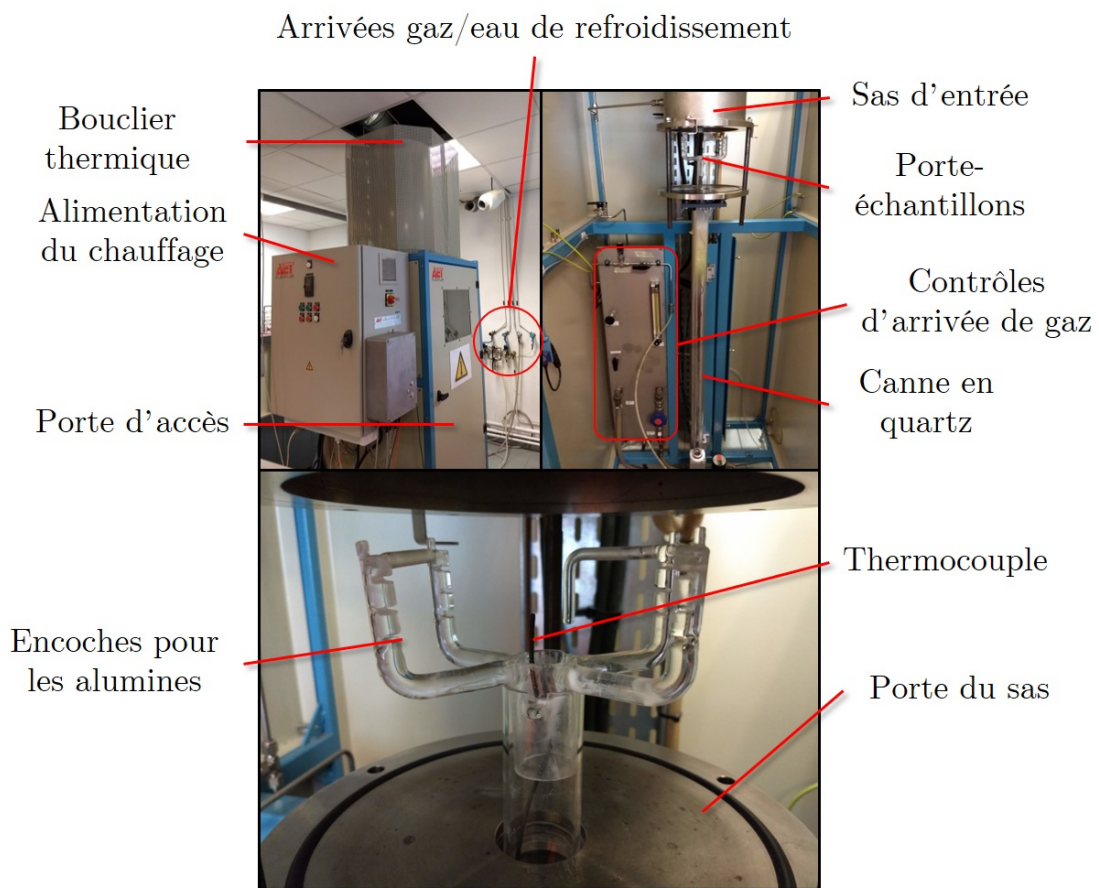 Arrivées gaz/eau de refroidissement
Bouclier
thermique
Alimentation
du chauffage
Porte d'accès
Sas d'entrée
Porte-
échantillons
Contrôles
d'arrivée de gaz
Canne en
quartz
Thermocouple
Encoches pour
les alumines
Porte du sas